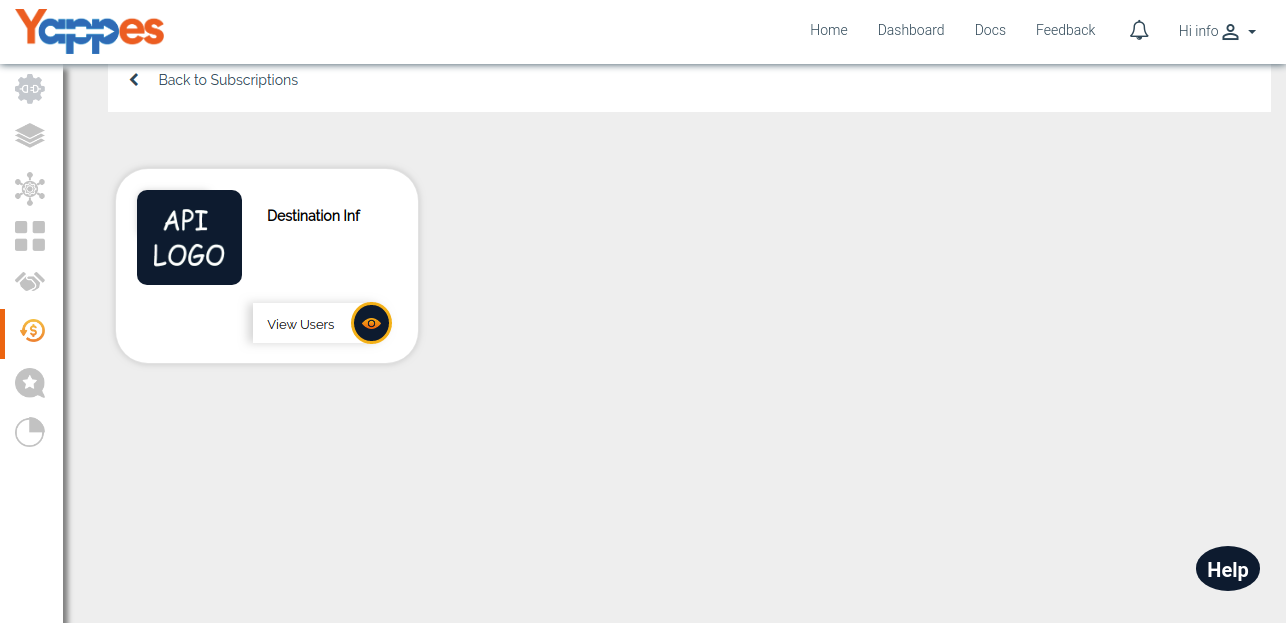 Yappes
Home
Dashboard
Docs
Feedback
Hi info
Back to Subscriptions
API
LOGO
Destination Inf
View Users
Help